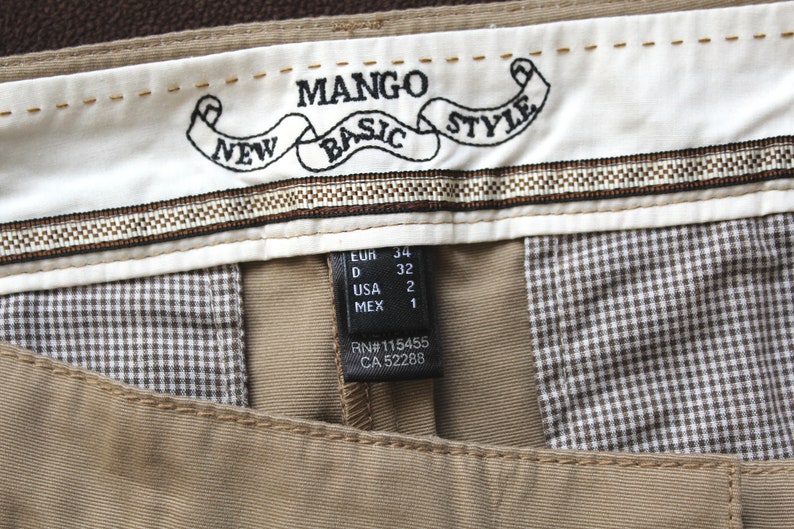 MANGO
NEW BASIC STYLE
EUR 34
D 32
USA 2
MEX 1
RN#115455
CA 52288